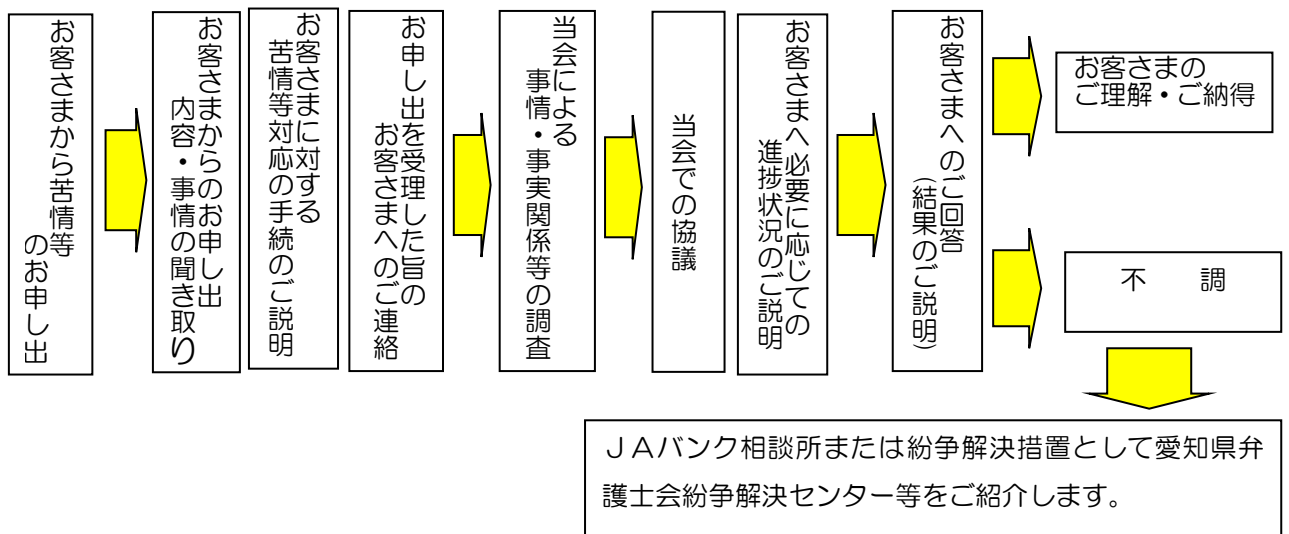 お客さまから苦情等
のお申し出
お客さまからのお申し出
内容・事情の聞き取り
お客さまに対する
苦情等対応の手続のご説明
お申し出を受理した旨の
お客さまへのご連絡
当会による
事情・事実関係等の調査
当会での協議
お客さまへ必要に応じての
進捗状況のご説明
お客さまへのご回答
（結果のご説明）
お客さまの
ご理解・ご納得
不　調
ＪＡバンク相談所または紛争解決措置として愛知県弁
護士会紛争解決センター等をご紹介します。